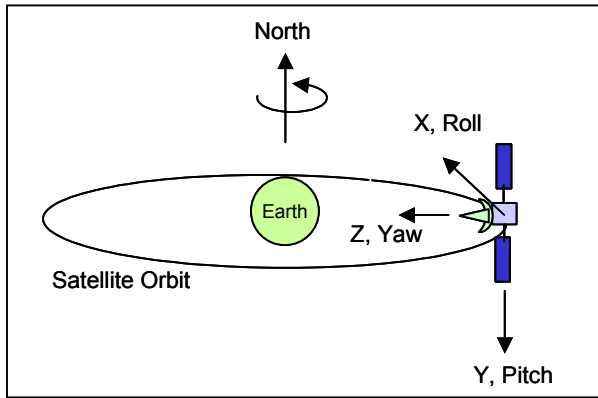 North
X, Roll
Earth
Z, Yaw
Satellite Orbit
Y, Pitch